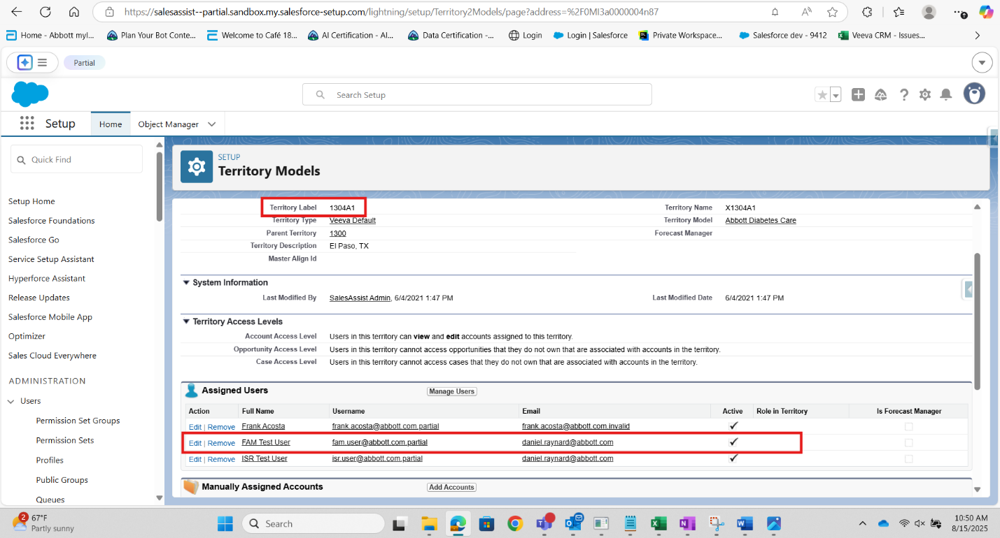 https://salesassist--partial.sandbox.my.salesforce-setup.com/lightning/setup/Territory2Models/page?address=%2F0MI3a0000004n87
Home - Abbott myl... Plan Your Bot Conte... Welcome to Café 18... AI Certification - Al... Data Certification -... Login Login | Salesforce Private Workspace... Salesforce dev - 9412 Veeva CRM - Issues...
Partial
Search Setup
Setup Home Object Manager
Quick Find
Setup Home
Salesforce Foundations
Salesforce Go
Service Setup Assistant
Hyperforce Assistant
Release Updates
Salesforce Mobile App
Optimizer
Sales Cloud Everywhere
ADMINISTRATION
Users
Permission Set Groups
Permission Sets
Profiles
Public Groups
Queues
SETUP
Territory Models
Territory Label 1304A1 Territory Name X1304A1
Territory Type Veeva Default Territory Model Abbott Diabetes Care
Parent Territory 1300 Forecast Manager
Territory Description El Paso, TX
Master Align Id
System Information
Last Modified By SalesAssist Admin, 6/4/2021 1:47 PM Last Modified Date 6/4/2021 1:47 PM
Territory Access Levels
Account Access Level Users in this territory can view and edit accounts assigned to this territory.
Opportunity Access Level Users in this territory cannot access opportunities that they do not own that are associated with accounts in the territory.
Case Access Level Users in this territory cannot access cases that they do not own that are associated with accounts in the territory.
Assigned Users Manage Users
Action Full Name Username Email Active Role in Territory Is Forecast Manager
Edit | Remove Frank Acosta frank.acosta@abbott.com.partial frank.acosta@abbott.com.invalid
Edit | Remove FAM Test User fam.user@abbott.com.partial daniel.raynard@abbott.com
Edit | Remove ISR Test User isr.user@abbott.com.partial daniel.raynard@abbott.com
Manually Assigned Accounts Add Accounts
2 67°F
Partly sunny
Search
10:50 AM
8/15/2025